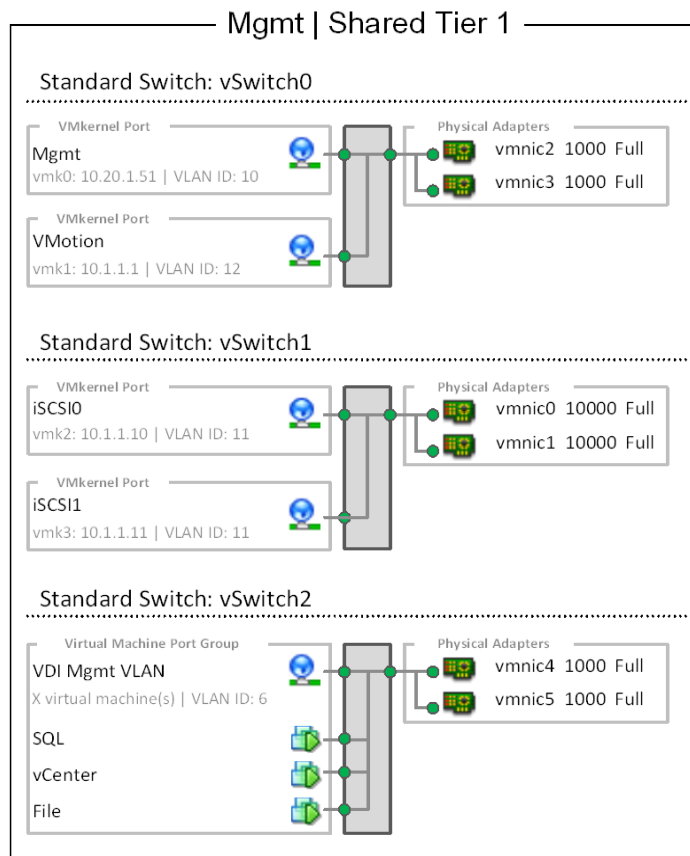 Mgmt | Shared Tier 1
Standard Switch: vSwitch0
VMkernel Port
Physical Adapters
Mgmt
vmk0: 10.20.1.51 | VLAN ID: 10
vmnic2 1000 Full
vmnic3 1000 Full
VMkernel Port
VMotion
vmk1: 10.1.1.1 | VLAN ID: 12
Standard Switch: vSwitch1
VMkernel Port
Physical Adapters
iSCSI0
vmk2: 10.1.1.10 | VLAN ID: 11
vmnic0 10000 Full
vmnic1 10000 Full
VMkernel Port
iSCSI1
vmk3: 10.1.1.11 | VLAN ID: 11
Standard Switch: vSwitch2
Virtual Machine Port Group
Physical Adapters
VDI Mgmt VLAN
X virtual machine(s) | VLAN ID: 6
vmnic4 1000 Full
vmnic5 1000 Full
SQL
vCenter
File